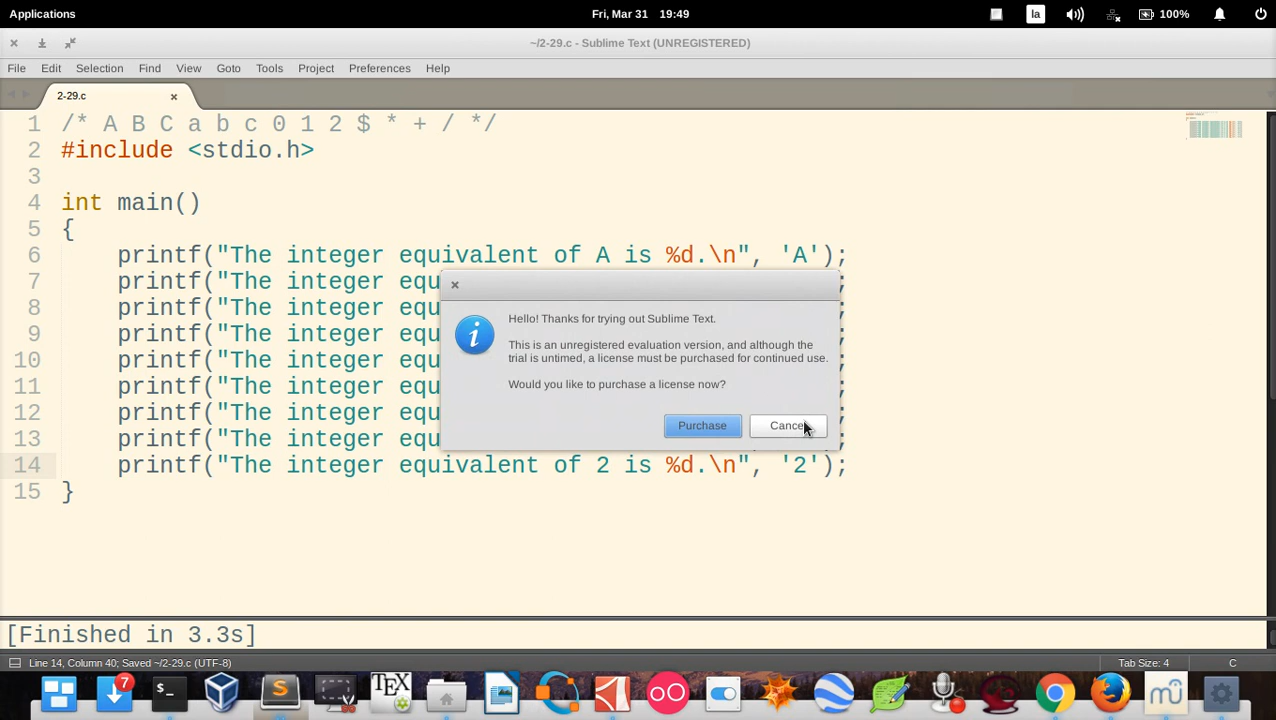 Applications
Fri, Mar 31 19:49
la
100%
~/2-29.c - Sublime Text (UNREGISTERED)
File Edit Selection Find View Goto Tools Project Preferences Help
2-29.c
1 /* A B C a b c 0 1 2 $ * + / */
2 #include <stdio.h>
3
4 int main()
5 {
6 printf("The integer equivalent of A is %d.\n", 'A');
7 printf("The integer equ
8 printf("The integer equ
9 printf("The integer equ
10 printf("The integer equ
11 printf("The integer equ
12 printf("The integer equ
13 printf("The integer equ
14 printf("The integer equivalent of 2 is %d.\n", '2');
15 }
Hello! Thanks for trying out Sublime Text.
This is an unregistered evaluation version, and although the
trial is untimed, a license must be purchased for continued use.
Would you like to purchase a license now?
Purchase Cancel
[Finished in 3.3s]
Line 14, Column 40; Saved ~/2-29.c (UTF-8)
Tab Size: 4 C
7
TEX
mu